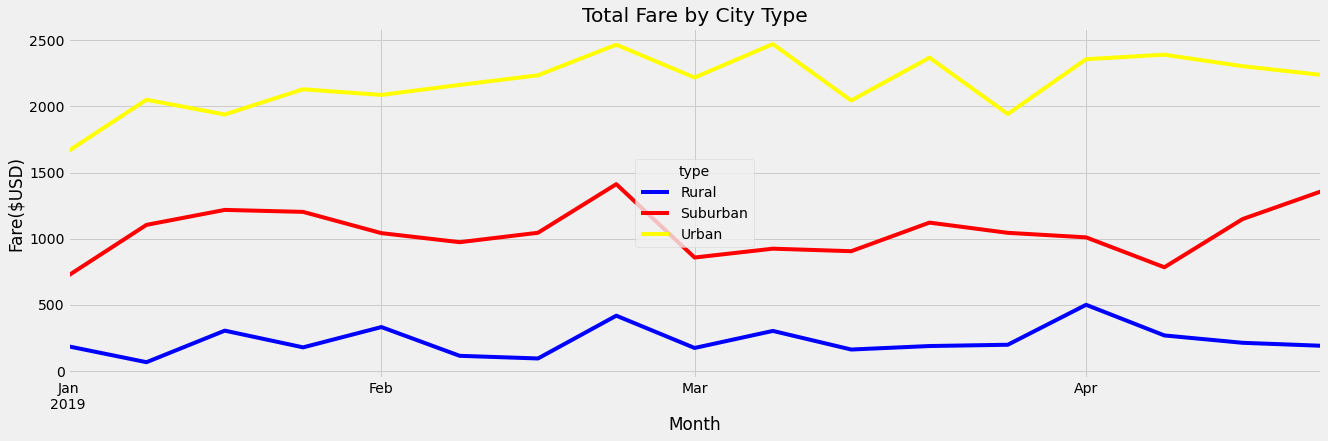 Total Fare by City Type
Fare($USD)
2500
2000
1500
1000
500
0
type
Rural
Suburban
Urban
Jan Feb Mar Apr
2019
Month